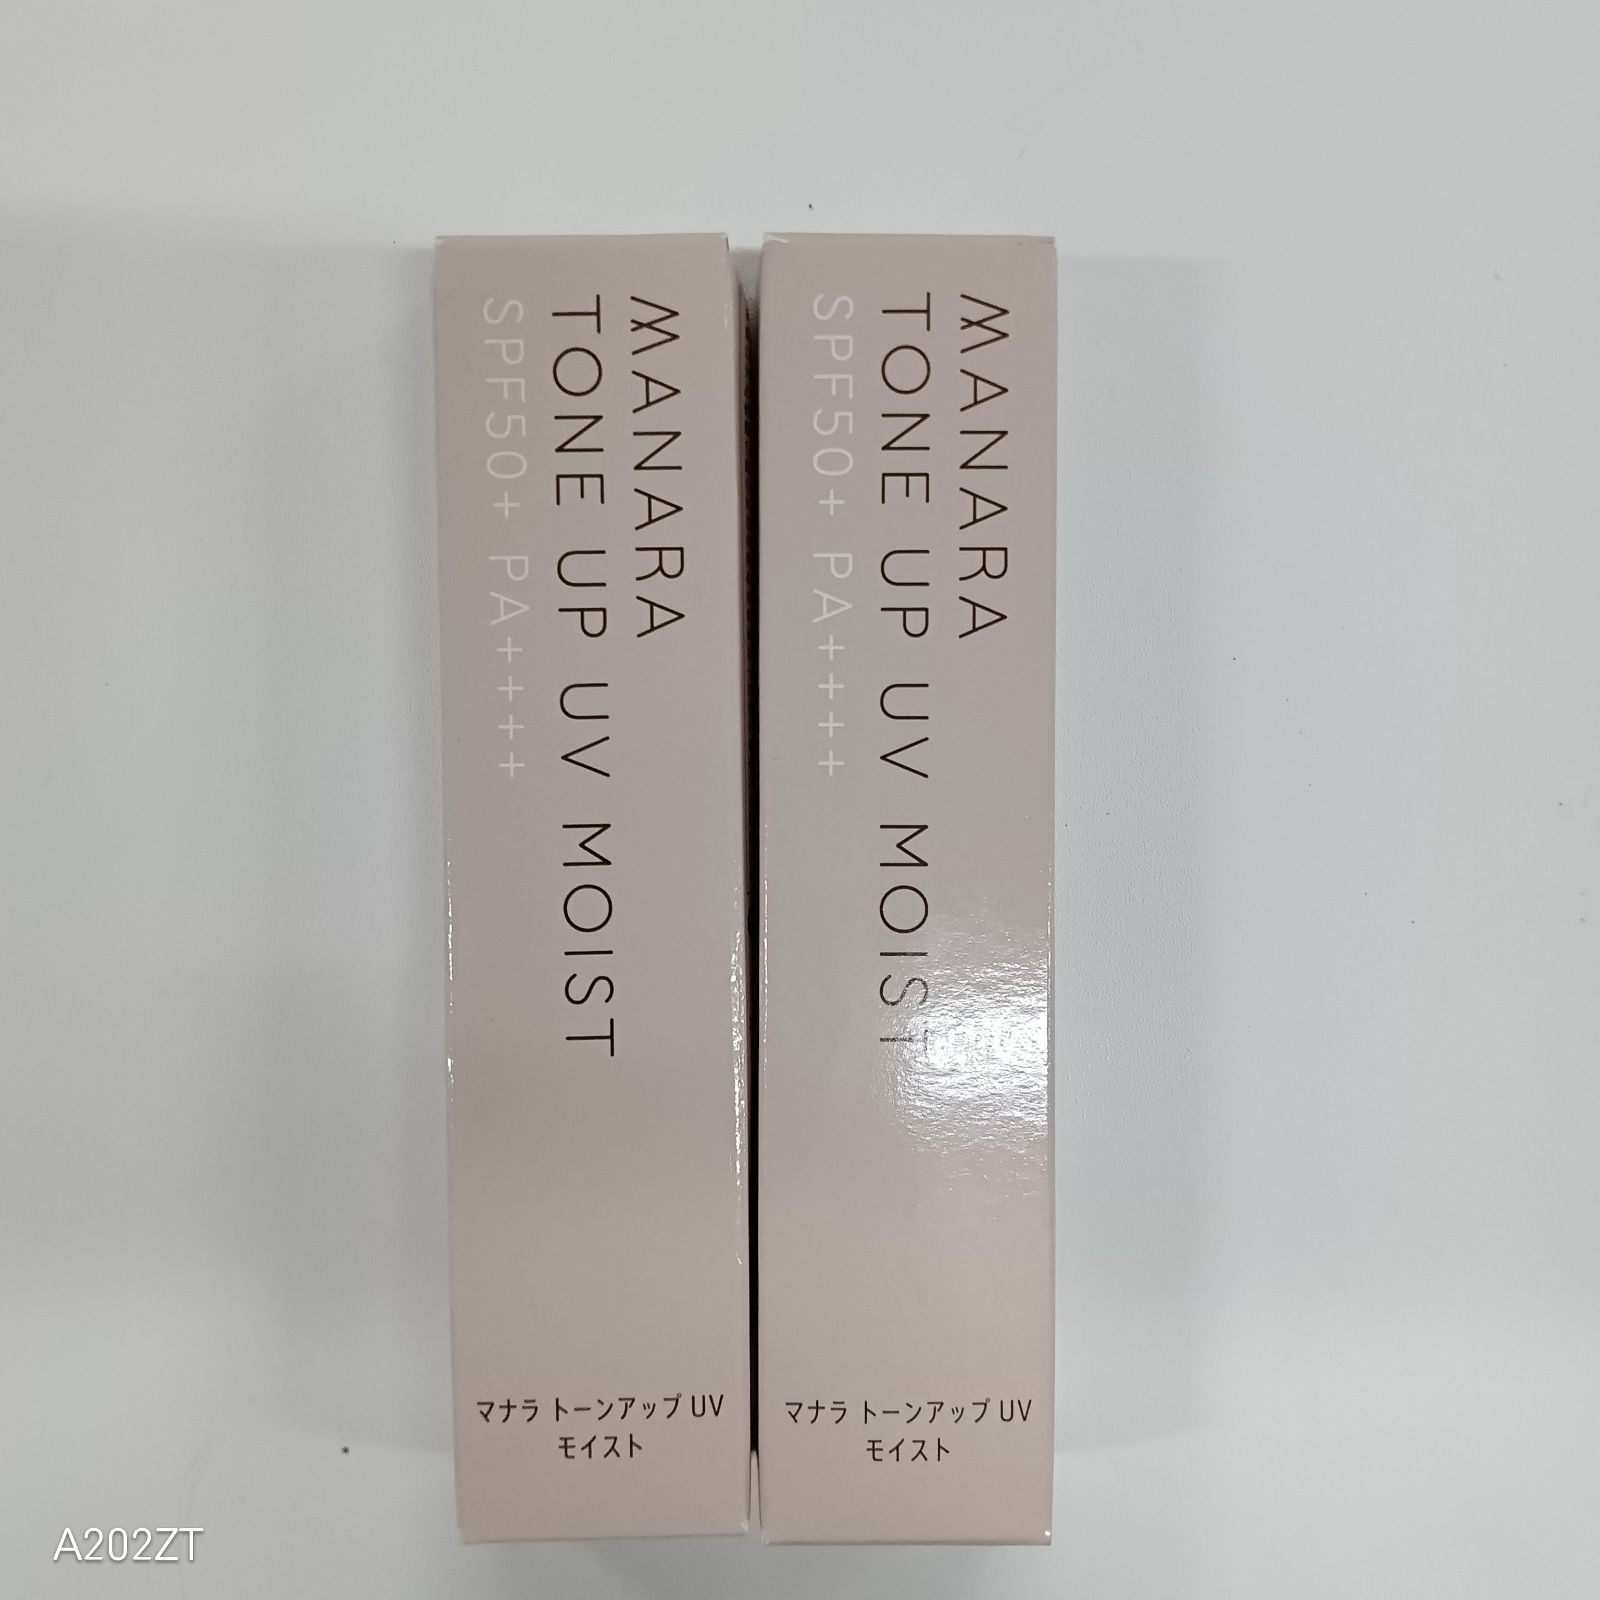 MANARA
TONE UP UV MOIST
SPF50+ PA++++
マナラ トーンアップ UV
モイスト
MANARA
TONE UP UV MOIST
SPF50+ PA++++
マナラ トーンアップ UV
モイスト
A202ZT